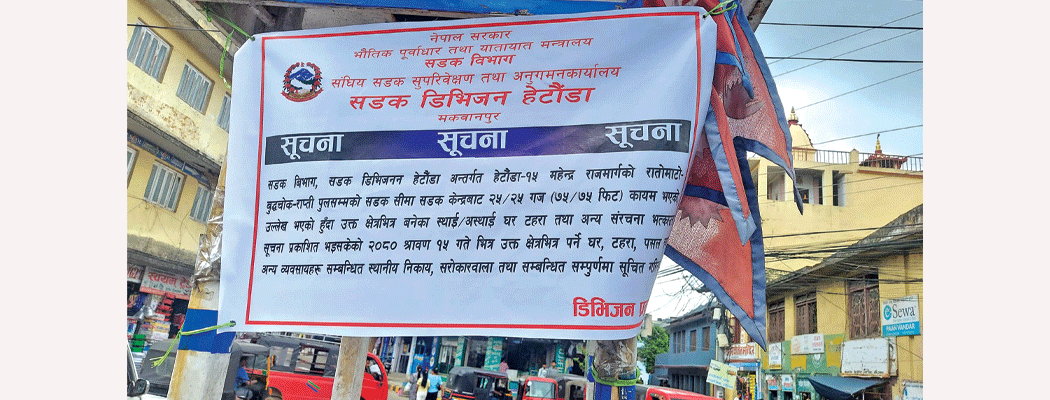 नेपाल सरकार
भौतिक पूर्वाधार तथा यातायात मन्त्रालय
सडक विभाग
संघिय सडक सुपरिवेक्षण तथा अनुगमनकार्यालय
सडक डिभिजन हेटौंडा
मकवानपुर
सूचना सूचना सूचना
सडक बिभाग, सडक डिभिजनन हेटौंडा अन्तर्गत हेटौंडा-१५ महेन्द्र राजमार्गको रातोमाटो-
बुद्धचोक-राप्ती पुलसम्मको सडक सीमा सडक केन्द्रबाट २५/२५ गज (७५/७५ फिट) कायम भएको
उल्लेख भएको हुँदा उक्त क्षेत्रभित्र बनेका स्थाई/अस्थाई घर टहरा तथा अन्य संरचना
सूचना प्रकाशित भइसकेको २०८० श्रावण १५ गते भित्र उक्त क्षेत्रभित्र पर्ने घर, टहरा, पसल
अन्य व्यवसायहरू सम्बन्धित स्थानीय निकाय, सरोकारवाला तथा सम्बन्धित सम्पुर्णमा सूचित
डिभिजन
eSewa